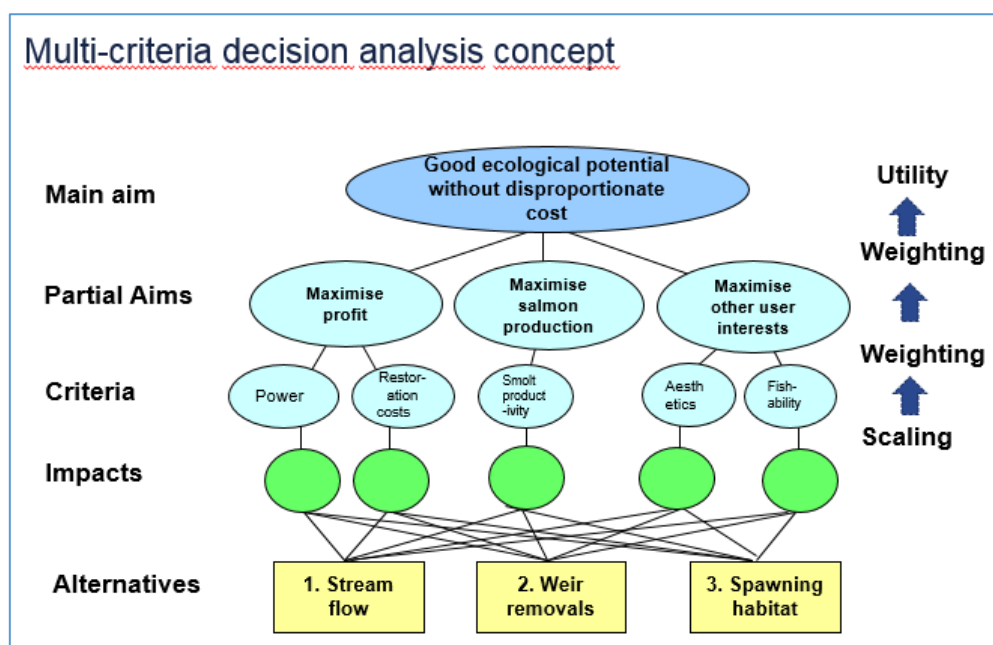 Multi-criteria decision analysis concept
Main aim
Good ecological potential
without disproportionate
cost
Utility
Weighting
Partial Aims
Maximise
profit
Maximise
salmon
production
Maximise
other user
interests
Weighting
Criteria
Power
Restor-
ation
costs
Smolt
product
-ivity
Aesth
etics
Fish-
ability
Scaling
Impacts
Alternatives
1. Stream
flow
2. Weir
removals
3. Spawning
habitat